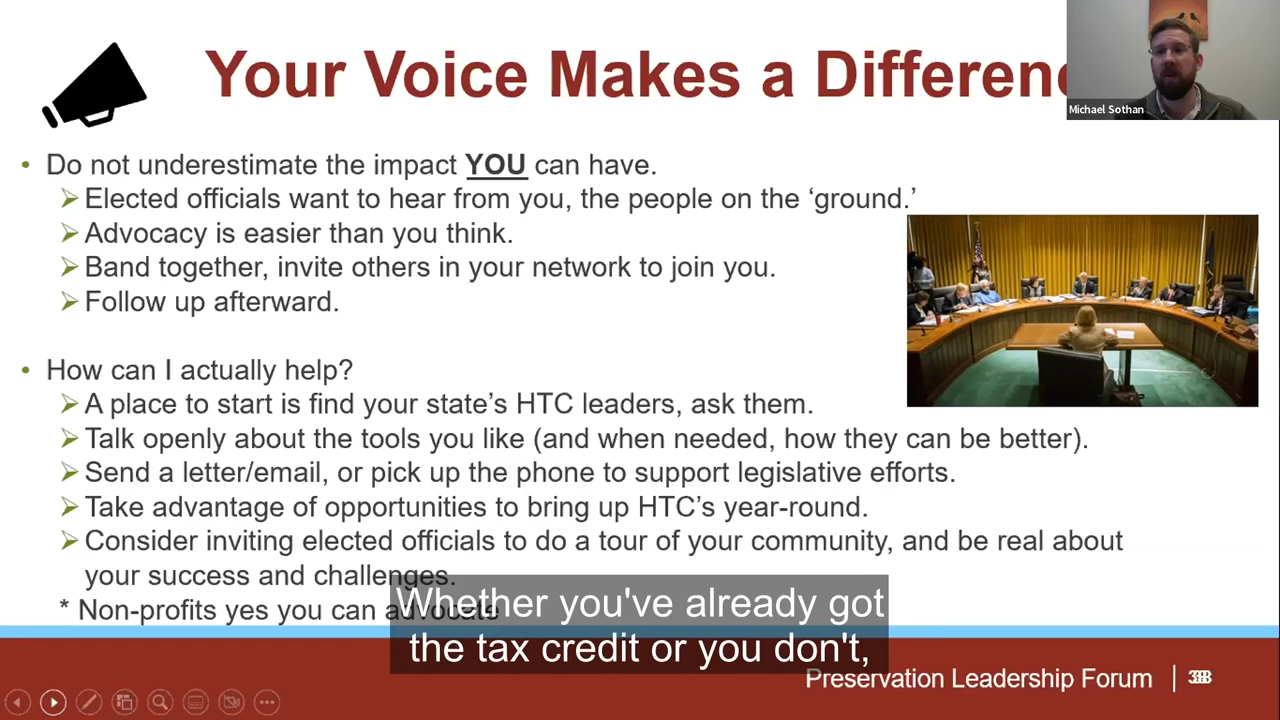 Your Voice Makes a Differen
Michael Sothan
• Do not underestimate the impact YOU can have.
Elected officials want to hear from you, the people on the ‘ground.’
Advocacy is easier than you think.
Band together, invite others in your network to join you.
Follow up afterward.
• How can I actually help?
A place to start is find your state’s HTC leaders, ask them.
Talk openly about the tools you like (and when needed, how they can be better).
Send a letter/email, or pick up the phone to support legislative efforts.
Take advantage of opportunities to bring up HTC’s year-round.
Consider inviting elected officials to do a tour of your community, and be real about
your success and challenges.
* Non-profits yes you can advocate
Whether you've already got
the tax credit or you don't,
Preservation Leadership Forum |